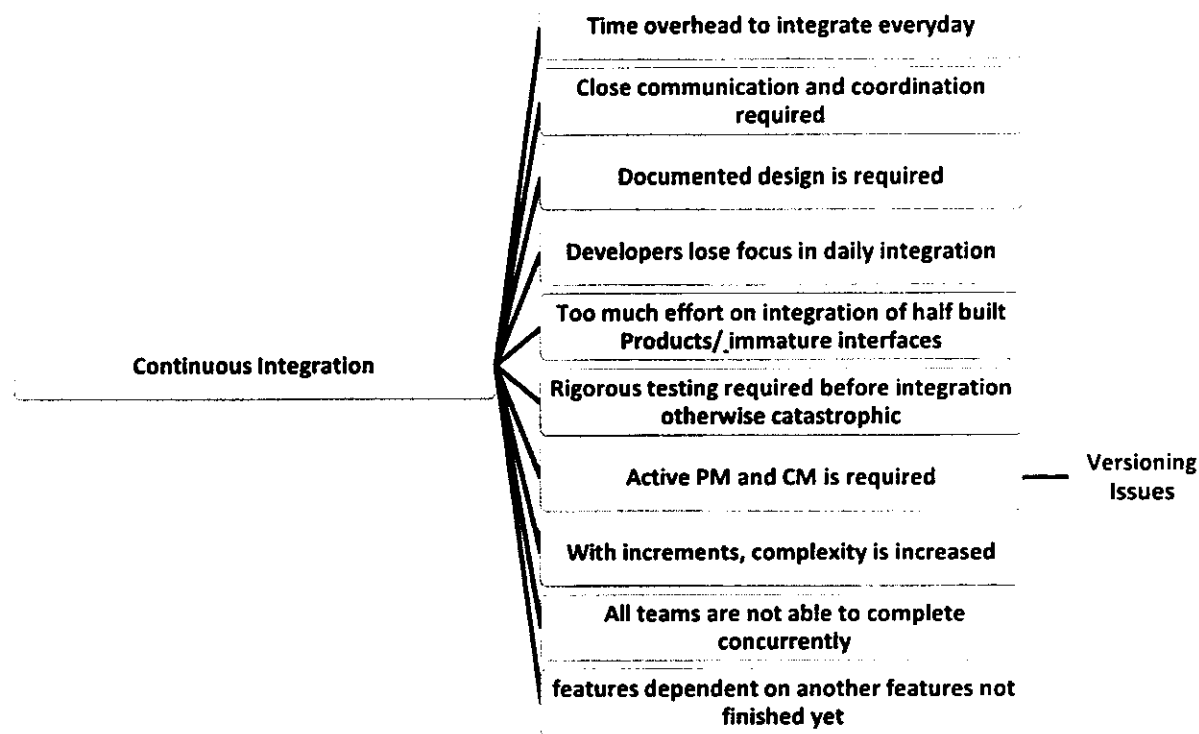 Time overhead to integrate everyday
Close communication and coordination
required
Documented design is required
Developers lose focus in daily integration
Too much effort on integration of half built
Products/ immature interfaces
Continuous Integration
Rigorous testing required before integration
otherwise catastrophic
Active PM and CM is required
Versioning
Issues
With increments, complexity is increased
All teams are not able to complete
concurrently
features dependent on another features not
finished yet